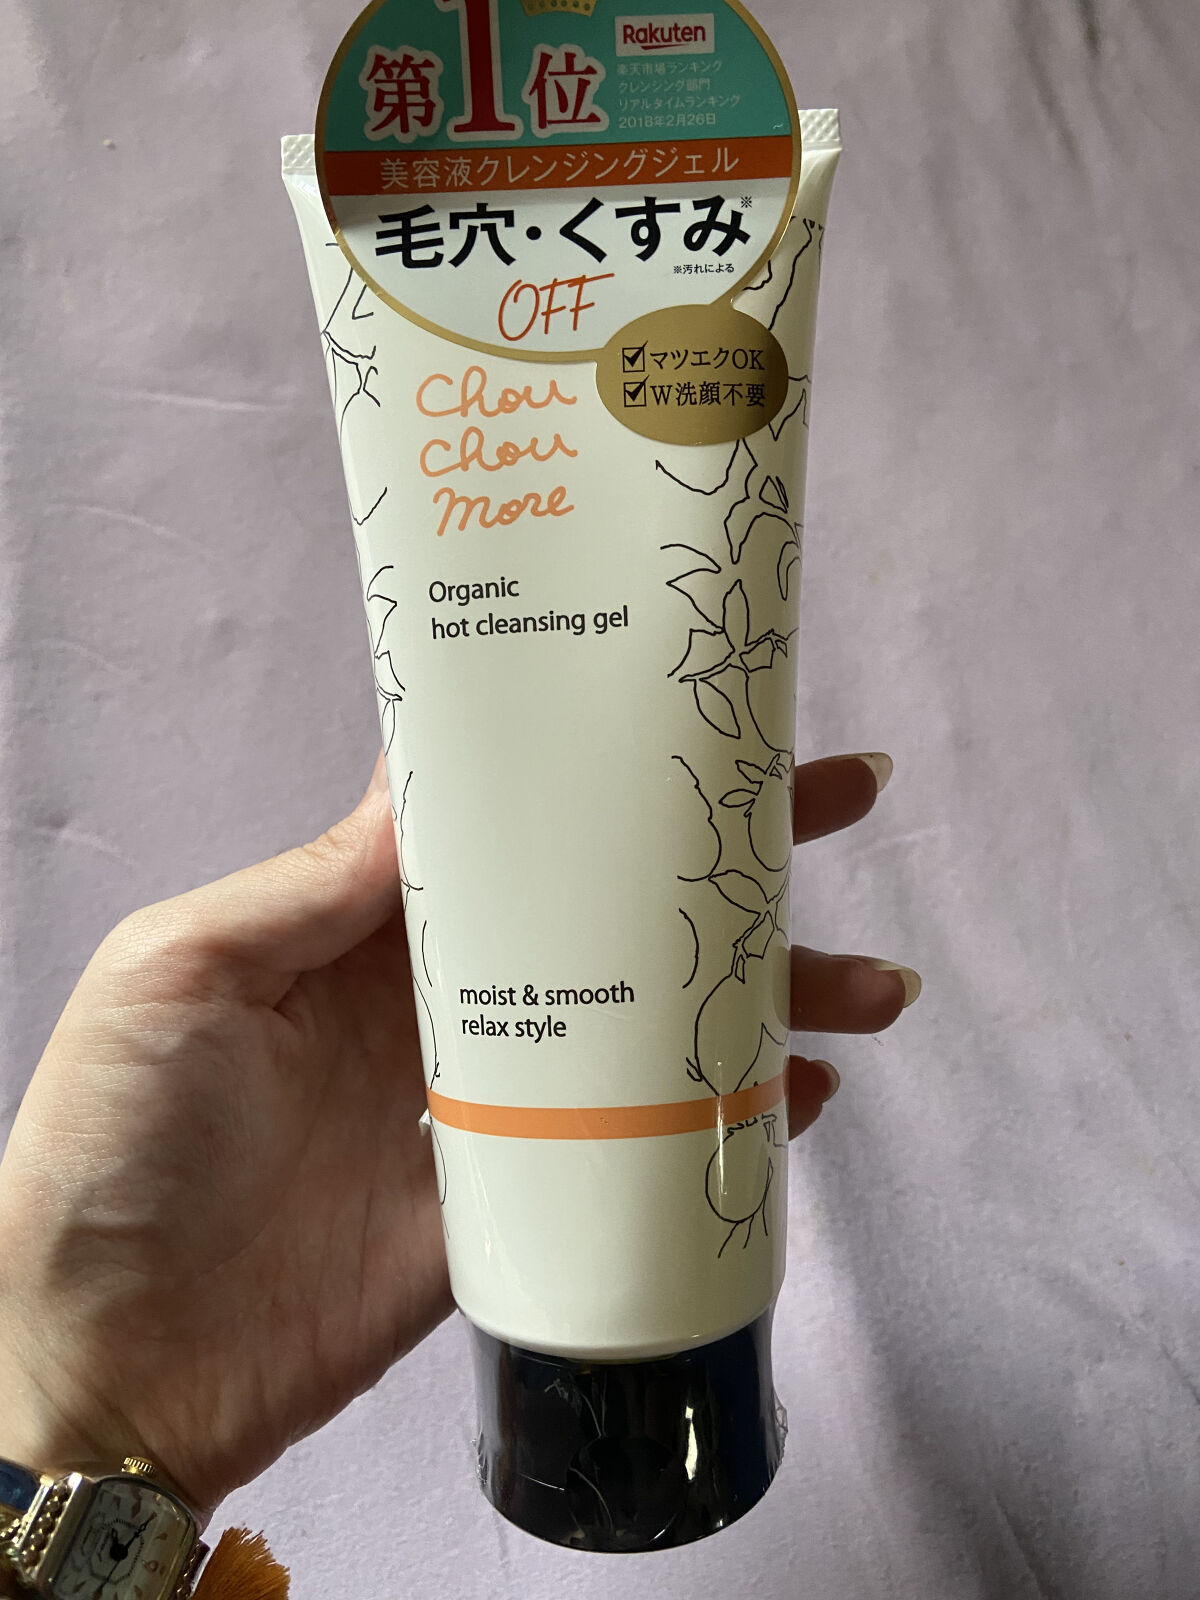 第1位
Rakuten
楽天市場ランキング
クレンジング部門
リアルタイムランキング
2018年2月26日
美容液クレンジングジェル
毛穴・くすみ※
※汚れによる
OFF
☑マツエクOK
☑W洗顔不要
Chou
Chou
More
Organic
hot cleansing gel
moist & smooth
relax style